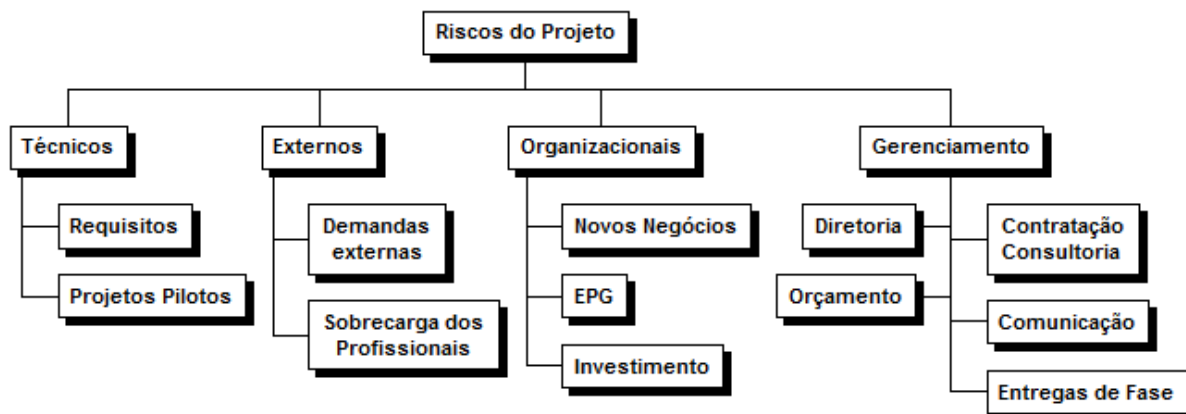 Riscos do Projeto
Técnicos
Externos
Organizacionais
Gerenciamento
Requisitos
Projetos Pilotos
Demandas
externas
Sobrecarga dos
Profissionais
Novos Negócios
EPG
Investimento
Diretoria
Orçamento
Contratação
Consultoria
Comunicação
Entregas de Fase